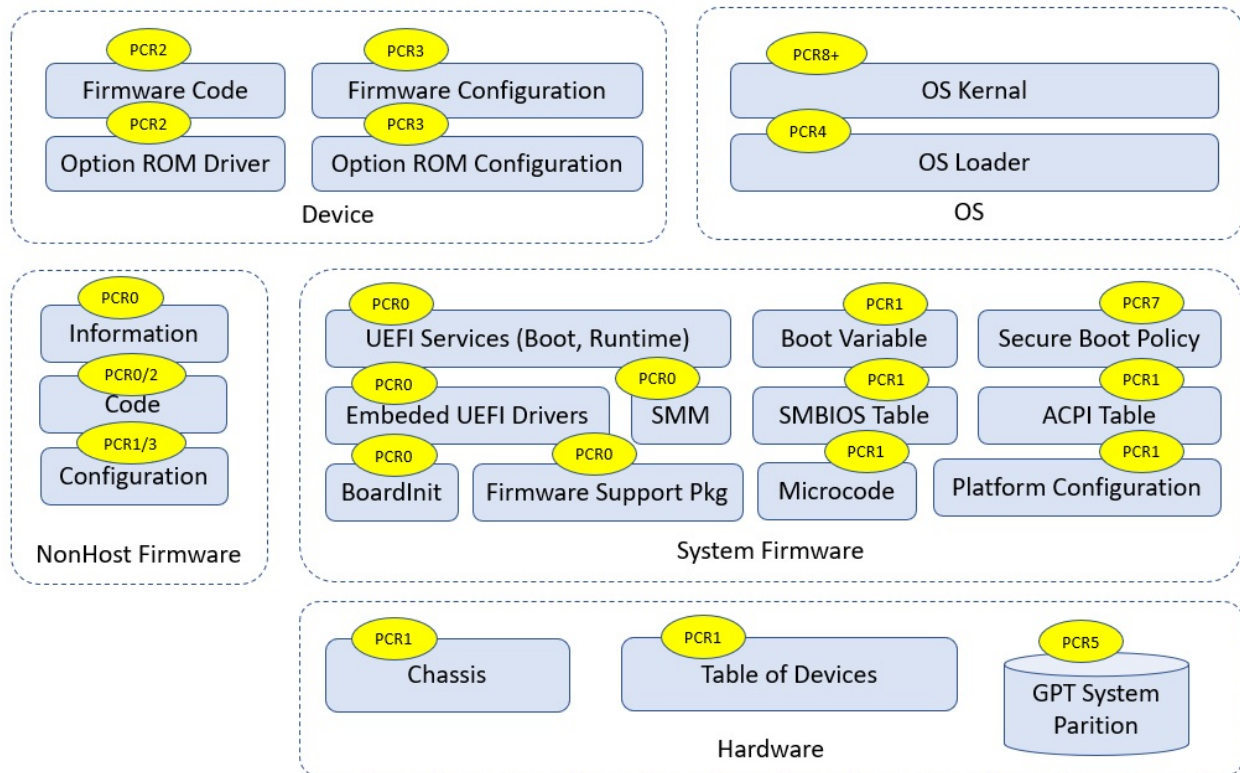 PCR2
Firmware Code
PCR2
Option ROM Driver
PCR3
Firmware Configuration
PCR3
Option ROM Configuration
Device
PCR8+
OS Kernal
PCR4
OS Loader
OS
PCR0
Information
PCR0/2
Code
PCR1/3
Configuration
NonHost Firmware
PCR0
UEFI Services (Boot, Runtime)
PCR1
Boot Variable
PCR7
Secure Boot Policy
PCR0
Embeded UEFI Drivers
PCR0
SMM
PCR1
SMBIOS Table
PCR1
ACPI Table
PCR0
BoardInit
PCR0
Firmware Support Pkg
PCR1
Microcode
PCR1
Platform Configuration
System Firmware
PCR1
Chassis
PCR1
Table of Devices
PCR5
GPT System
Parition
Hardware